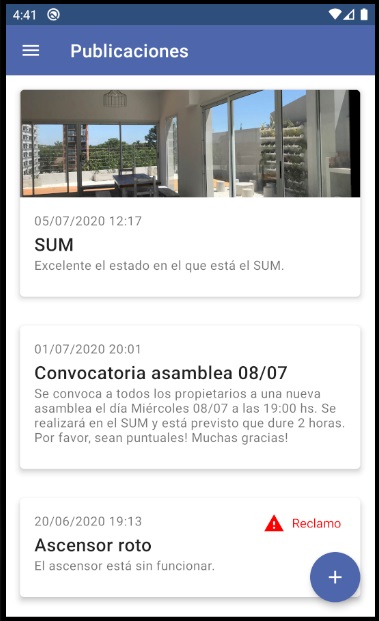 4:41
Publicaciones
05/07/2020 12:17
SUM
Excelente el estado en el que está el SUM.
01/07/2020 20:01
Convocatoria asamblea 08/07
Se convoca a todos los propietarios a una nueva
asamblea el día Miércoles 08/07 a las 19:00 hs. Se
realizará en el SUM y está previsto que dure 2 horas.
Por favor, sean puntuales! Muchas gracias!
20/06/2020 19:13
Reclamo
Ascensor roto
El ascensor está sin funcionar.
+